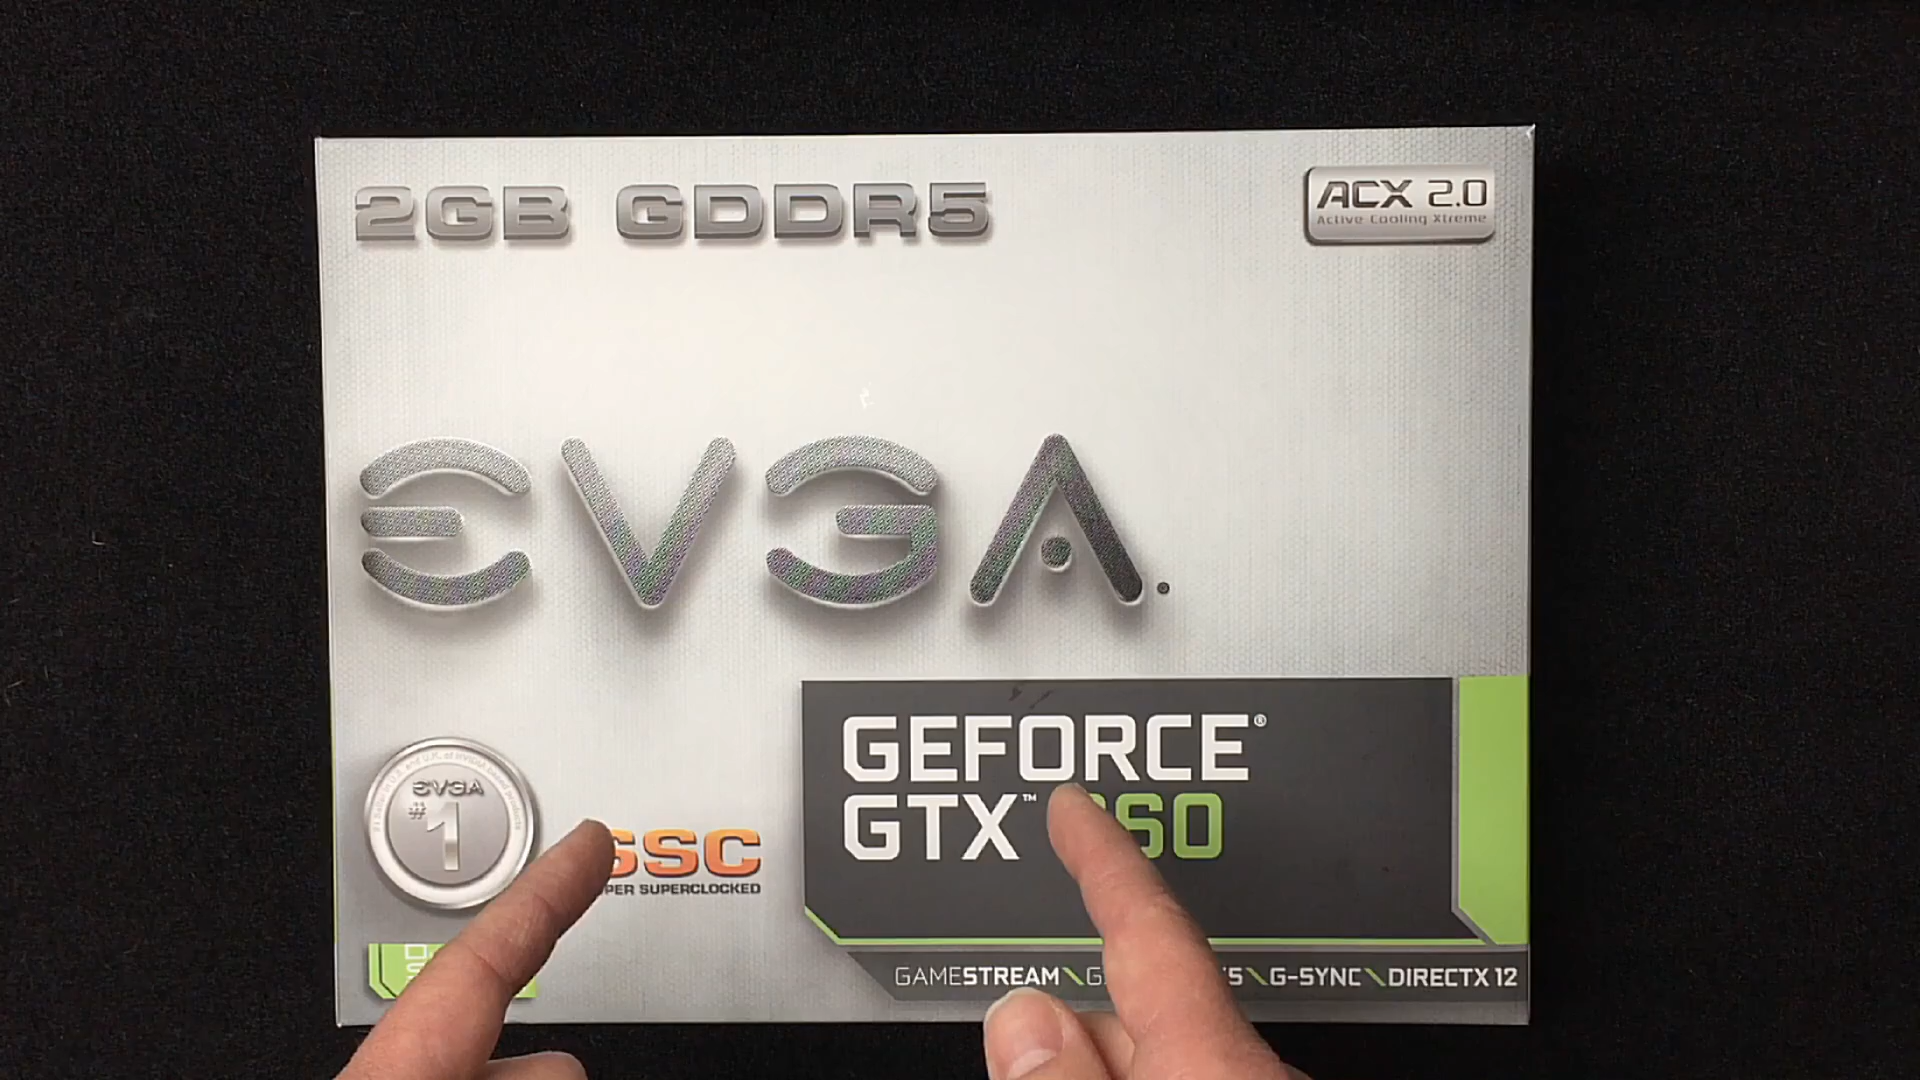 2GB GDDR5
ACX 2.0
Active Cooling Xtreme
EVGA.
GEFORCE®
GTX™ 60
EVGA
#1
SSC
SUPERCLOCKED
GAMESTREAM G-SYNC DIRECTX 12